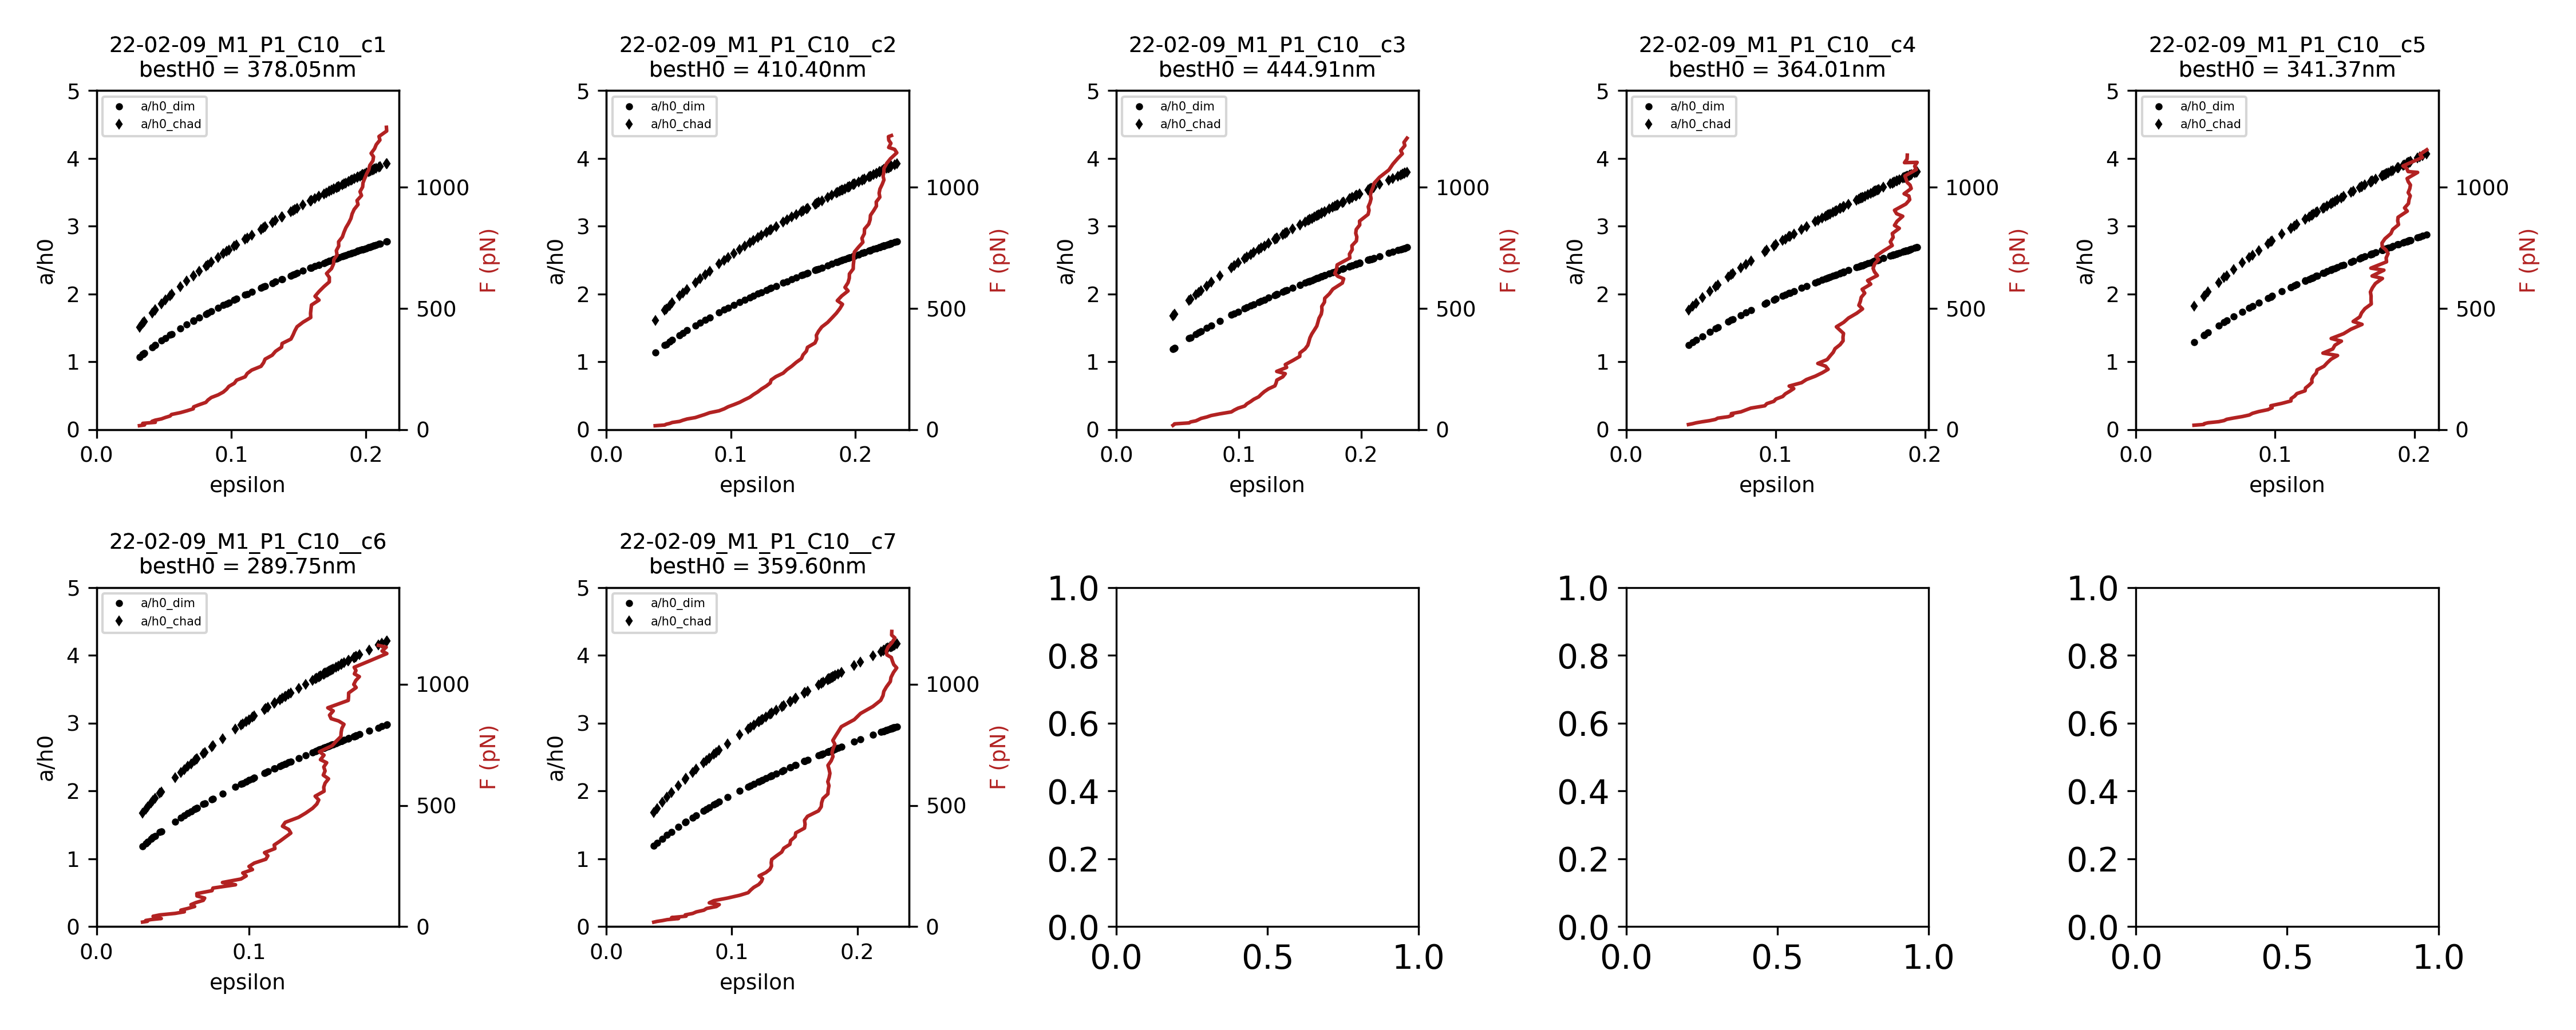 22-02-09_M1_P1_C10__c1
bestH0 = 378.05nm
a/h0_dim
a/h0_chad
5
4
3
2
1
0
a/h0
0.0
0.1
0.2
epsilon
1000
500
0
F (pN)
22-02-09_M1_P1_C10__c2
bestH0 = 410.40nm
a/h0_dim
a/h0_chad
5
4
3
2
1
0
a/h0
0.0
0.1
0.2
epsilon
1000
500
0
F (pN)
22-02-09_M1_P1_C10__c3
bestH0 = 444.91nm
a/h0_dim
a/h0_chad
5
4
3
2
1
0
a/h0
0.0
0.1
0.2
epsilon
1000
500
0
F (pN)
22-02-09_M1_P1_C10__c4
bestH0 = 364.01nm
a/h0_dim
a/h0_chad
5
4
3
2
1
0
a/h0
0.0
0.1
0.2
epsilon
1000
500
0
F (pN)
22-02-09_M1_P1_C10__c5
bestH0 = 341.37nm
a/h0_dim
a/h0_chad
5
4
3
2
1
0
a/h0
0.0
0.1
0.2
epsilon
1000
500
0
F (pN)
22-02-09_M1_P1_C10__c6
bestH0 = 289.75nm
a/h0_dim
a/h0_chad
5
4
3
2
1
0
a/h0
0.0
0.1
epsilon
1000
500
0
F (pN)
22-02-09_M1_P1_C10__c7
bestH0 = 359.60nm
a/h0_dim
a/h0_chad
5
4
3
2
1
0
a/h0
0.0
0.1
0.2
epsilon
1000
500
0
F (pN)
1.0
0.8
0.6
0.4
0.2
0.0
0.0
0.5
1.0
1.0
0.8
0.6
0.4
0.2
0.0
0.0
0.5
1.0
1.0
0.8
0.6
0.4
0.2
0.0
0.0
0.5
1.0